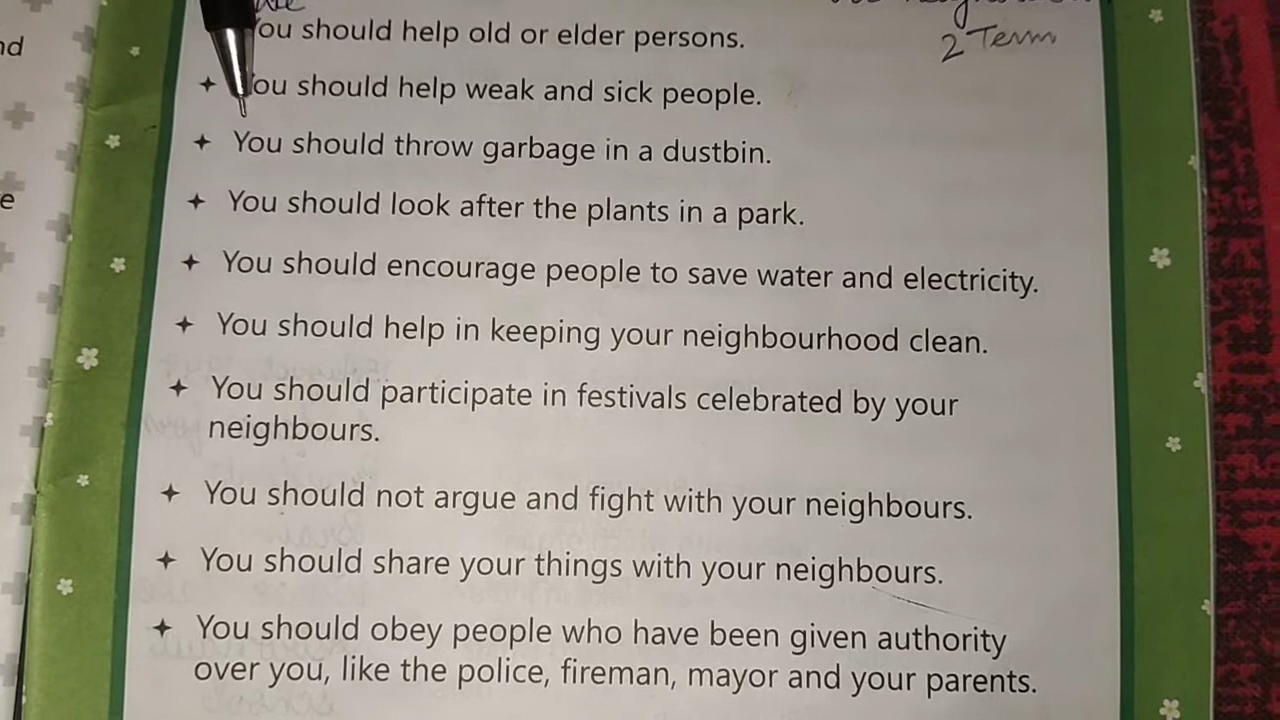 You should help old or elder persons.
2 Term
You should help weak and sick people.
You should throw garbage in a dustbin.
You should look after the plants in a park.
You should encourage people to save water and electricity.
You should help in keeping your neighbourhood clean.
You should participate in festivals celebrated by your
neighbours.
You should not argue and fight with your neighbours.
You should share your things with your neighbours.
You should obey people who have been given authority
over you, like the police, fireman, mayor and your parents.